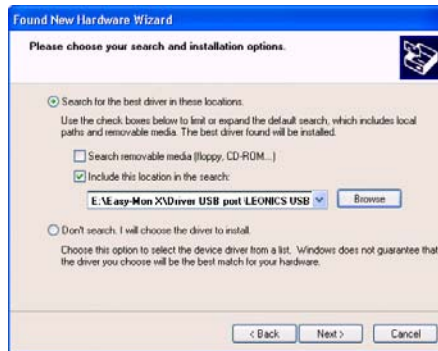 Found New Hardware Wizard
Please choose your search and installation options.
Search for the best driver in these locations.
Use the check boxes below to limit or expand the default search, which includes local
paths and removable media. The best driver found will be installed.
Search removable media (floppy, CD-ROM...)
Include this location in the search:
E:\Easy-Mon X\Driver USB port\LEONICS USB
Browse
Don't search. I will choose the driver to install.
Choose this option to select the device driver from a list. Windows does not guarantee that
the driver you choose will be the best match for your hardware.
< Back
Next >
Cancel